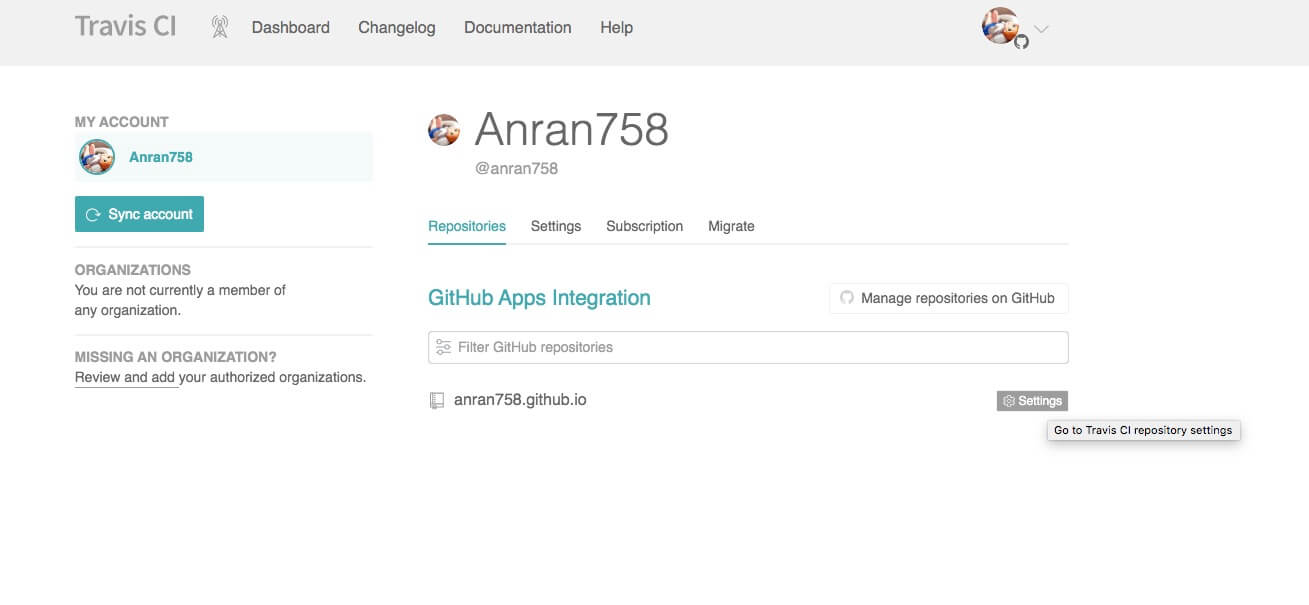 Travis CI
Dashboard
Changelog
Documentation
Help
MY ACCOUNT
Anran758
Sync account
ORGANIZATIONS
You are not currently a member of
any organization.
MISSING AN ORGANIZATION?
Review and add your authorized organizations.
Anran758
@anran758
Repositories
Settings
Subscription
Migrate
GitHub Apps Integration
Manage repositories on GitHub
Filter GitHub repositories
anran758.github.io
Settings
Go to Travis CI repository settings